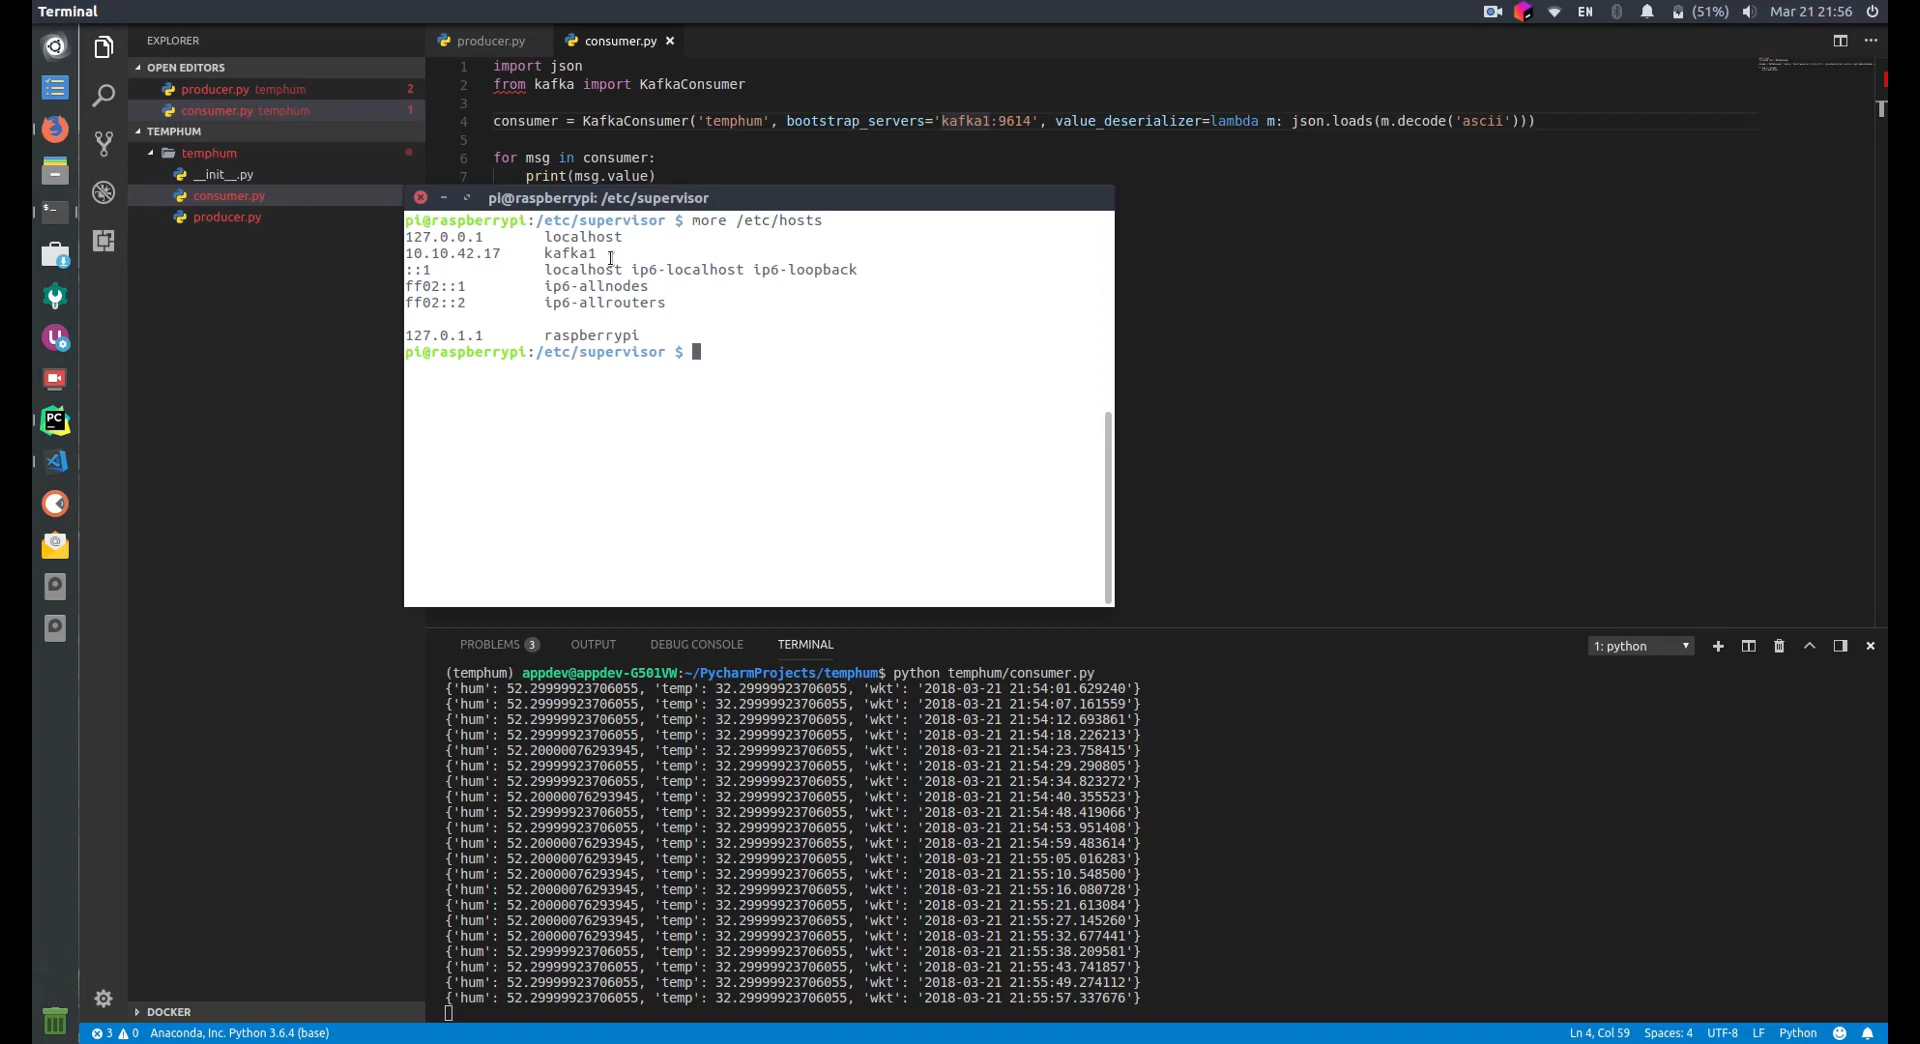 Terminal
EN
(51%)
Mar 21 21:56
EXPLORER
OPEN EDITORS
producer.py temphum 2
consumer.py temphum 1
TEMPHUM
temphum
__init__.py
consumer.py
producer.py
DOCKER
producer.py
consumer.py
1 import json
2 from kafka import KafkaConsumer
3
4 consumer = KafkaConsumer('temphum', bootstrap_servers='kafka1:9614', value_deserializer=lambda m: json.loads(m.decode('ascii')))
5
6 for msg in consumer:
7 print(msg.value)
pi@raspberrypi: /etc/supervisor
pi@raspberrypi:/etc/supervisor $ more /etc/hosts
127.0.0.1 localhost
10.10.42.17 kafka1
::1 localhost ip6-localhost ip6-loopback
ff02::1 ip6-allnodes
ff02::2 ip6-allrouters
127.0.1.1 raspberrypi
pi@raspberrypi:/etc/supervisor $
PROBLEMS 3 OUTPUT DEBUG CONSOLE TERMINAL
1: python
(temphum) appdev@appdev-G501VW:~/PycharmProjects/temphum$ python temphum/consumer.py
{'hum': 52.29999923706055, 'temp': 32.29999923706055, 'wkt': '2018-03-21 21:54:01.629240'}
{'hum': 52.29999923706055, 'temp': 32.29999923706055, 'wkt': '2018-03-21 21:54:07.161559'}
{'hum': 52.29999923706055, 'temp': 32.29999923706055, 'wkt': '2018-03-21 21:54:12.693861'}
{'hum': 52.29999923706055, 'temp': 32.29999923706055, 'wkt': '2018-03-21 21:54:18.226213'}
{'hum': 52.20000076293945, 'temp': 32.29999923706055, 'wkt': '2018-03-21 21:54:23.758415'}
{'hum': 52.29999923706055, 'temp': 32.29999923706055, 'wkt': '2018-03-21 21:54:29.290805'}
{'hum': 52.29999923706055, 'temp': 32.29999923706055, 'wkt': '2018-03-21 21:54:34.823272'}
{'hum': 52.20000076293945, 'temp': 32.29999923706055, 'wkt': '2018-03-21 21:54:40.355523'}
{'hum': 52.29999923706055, 'temp': 32.29999923706055, 'wkt': '2018-03-21 21:54:48.419066'}
{'hum': 52.29999923706055, 'temp': 32.29999923706055, 'wkt': '2018-03-21 21:54:53.951408'}
{'hum': 52.29999923706055, 'temp': 32.29999923706055, 'wkt': '2018-03-21 21:54:59.483614'}
{'hum': 52.20000076293945, 'temp': 32.29999923706055, 'wkt': '2018-03-21 21:55:05.016283'}
{'hum': 52.20000076293945, 'temp': 32.29999923706055, 'wkt': '2018-03-21 21:55:10.548500'}
{'hum': 52.20000076293945, 'temp': 32.29999923706055, 'wkt': '2018-03-21 21:55:16.080728'}
{'hum': 52.20000076293945, 'temp': 32.29999923706055, 'wkt': '2018-03-21 21:55:21.613084'}
{'hum': 52.29999923706055, 'temp': 32.29999923706055, 'wkt': '2018-03-21 21:55:27.145260'}
{'hum': 52.20000076293945, 'temp': 32.29999923706055, 'wkt': '2018-03-21 21:55:32.677441'}
{'hum': 52.29999923706055, 'temp': 32.29999923706055, 'wkt': '2018-03-21 21:55:38.209581'}
{'hum': 52.29999923706055, 'temp': 32.29999923706055, 'wkt': '2018-03-21 21:55:43.741857'}
{'hum': 52.29999923706055, 'temp': 32.29999923706055, 'wkt': '2018-03-21 21:55:49.274112'}
{'hum': 52.29999923706055, 'temp': 32.29999923706055, 'wkt': '2018-03-21 21:55:57.337676'}
3 0 Anaconda, Inc. Python 3.6.4 (base)
Ln 4, Col 59 Spaces: 4 UTF-8 LF Python